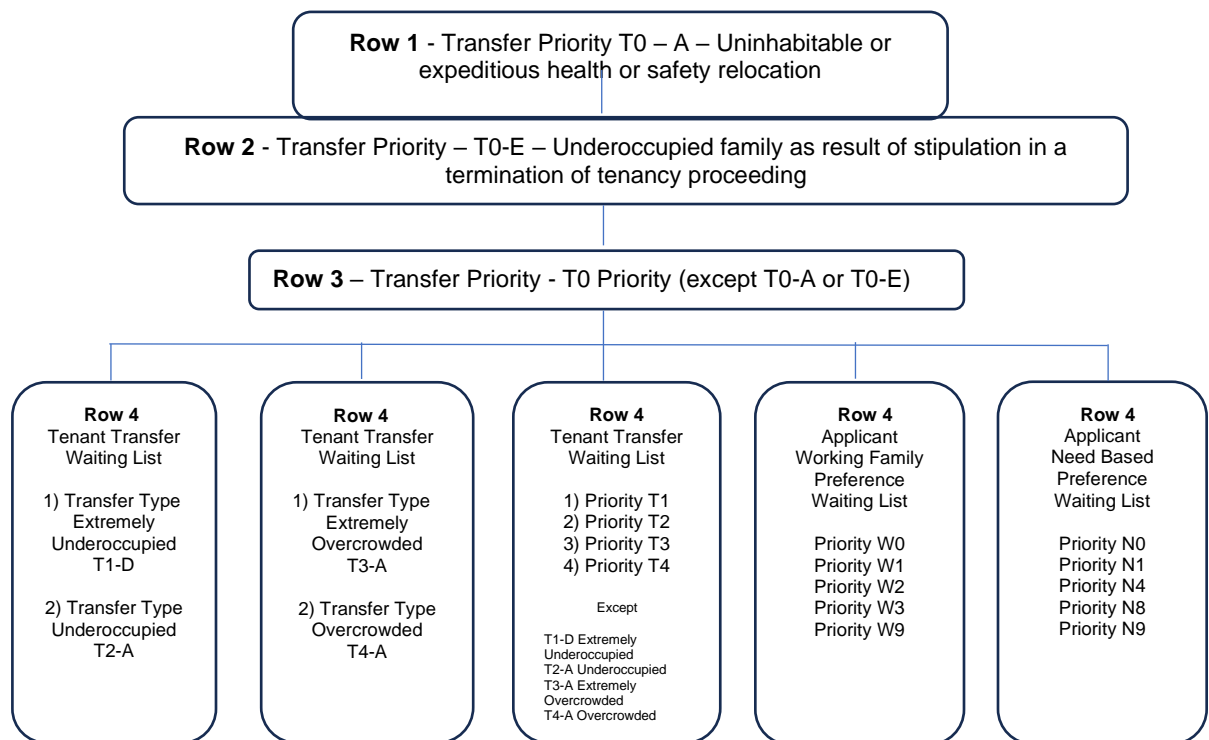 Row 1 - Transfer Priority T0 – A – Uninhabitable or
expeditious health or safety relocation
Row 2 - Transfer Priority – T0-E – Underoccupied family as result of stipulation in a
termination of tenancy proceeding
Row 3 – Transfer Priority - T0 Priority (except T0-A or T0-E)
Row 4
Tenant Transfer
Waiting List
1) Transfer Type
Extremely
Underoccupied
T1-D
2) Transfer Type
Underoccupied
T2-A
Row 4
Tenant Transfer
Waiting List
1) Transfer Type
Extremely
Overcrowded
T3-A
2) Transfer Type
Overcrowded
T4-A
Row 4
Tenant Transfer
Waiting List
1) Priority T1
2) Priority T2
3) Priority T3
4) Priority T4
Except
T1-D Extremely
Underoccupied
T2-A Underoccupied
T3-A Extremely
Overcrowded
T4-A Overcrowded
Row 4
Applicant
Working Family
Preference
Waiting List
Priority W0
Priority W1
Priority W2
Priority W3
Priority W9
Row 4
Applicant
Need Based
Preference
Waiting List
Priority N0
Priority N1
Priority N4
Priority N8
Priority N9